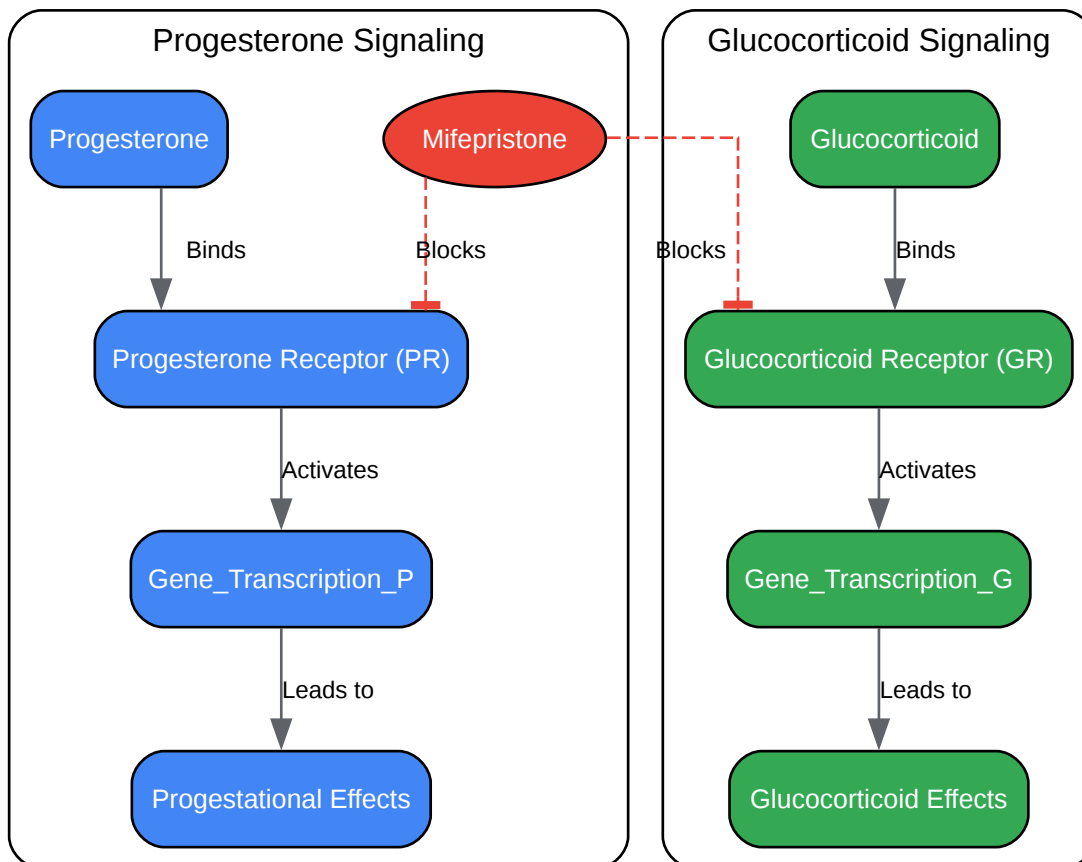 Progesterone Signaling
Glucocorticoid Signaling
Progesterone
Mifepristone
Glucocorticoid
Binds
Blocks
Blocks
Binds
Progesterone Receptor (PR)
Glucocorticoid Receptor (GR)
Activates
Activates
Gene_Transcription_P
Gene_Transcription_G
Leads to
Leads to
Progestational Effects
Glucocorticoid Effects